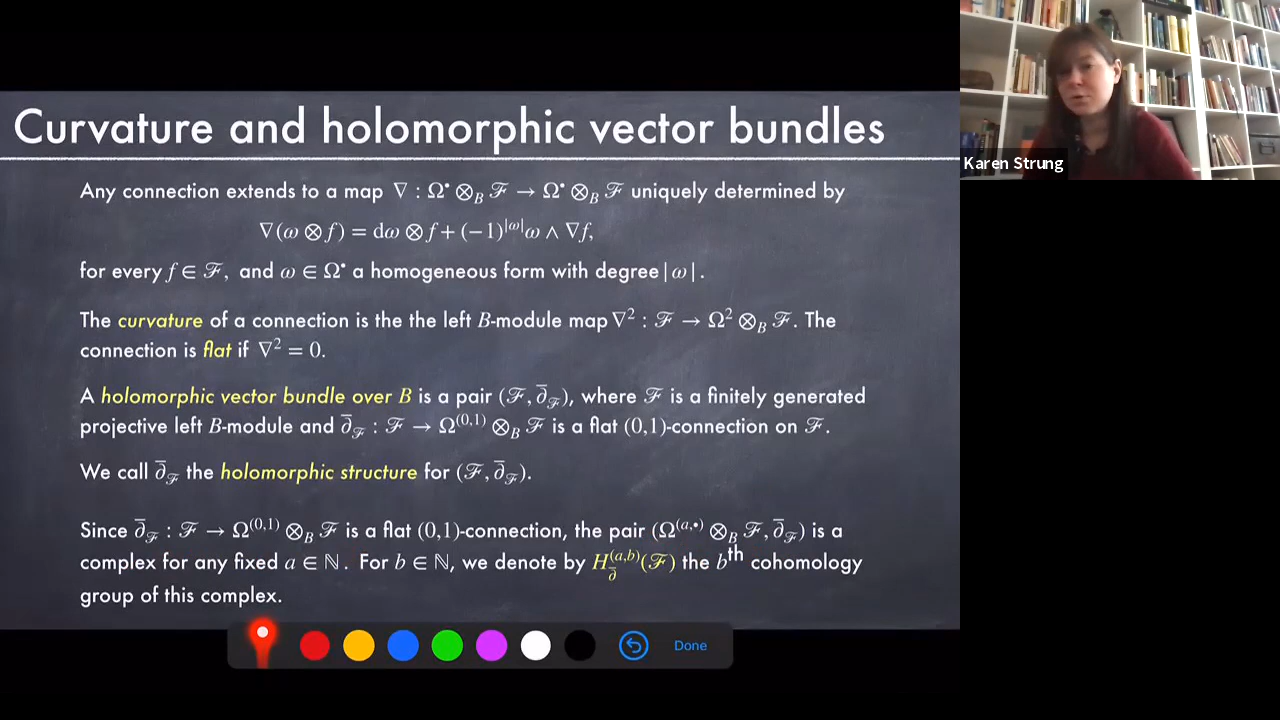 Curvature and holomorphic vector bundles
Karen Strung
Any connection extends to a map ∇ : Ω• ⊗_B ℱ → Ω• ⊗_B ℱ uniquely determined by
∇(ω ⊗ f) = dω ⊗ f + (−1)^{|ω|} ω ∧ ∇f,
for every f ∈ ℱ, and ω ∈ Ω• a homogeneous form with degree |ω|.
The curvature of a connection is the the left B-module map ∇² : ℱ → Ω² ⊗_B ℱ. The
connection is flat if ∇² = 0.
A holomorphic vector bundle over B is a pair (ℱ, ∂̄_ℱ), where ℱ is a finitely generated
projective left B-module and ∂̄_ℱ : ℱ → Ω^{(0,1)} ⊗_B ℱ is a flat (0,1)-connection on ℱ.
We call ∂̄_ℱ the holomorphic structure for (ℱ, ∂̄_ℱ).
Since ∂̄_ℱ : ℱ → Ω^{(0,1)} ⊗_B ℱ is a flat (0,1)-connection, the pair (Ω^{(a,•)} ⊗_B ℱ, ∂̄_ℱ) is a
complex for any fixed a ∈ ℕ. For b ∈ ℕ, we denote by H_∂̄^{(a,b)}(ℱ) the b^th cohomology
group of this complex.
Done